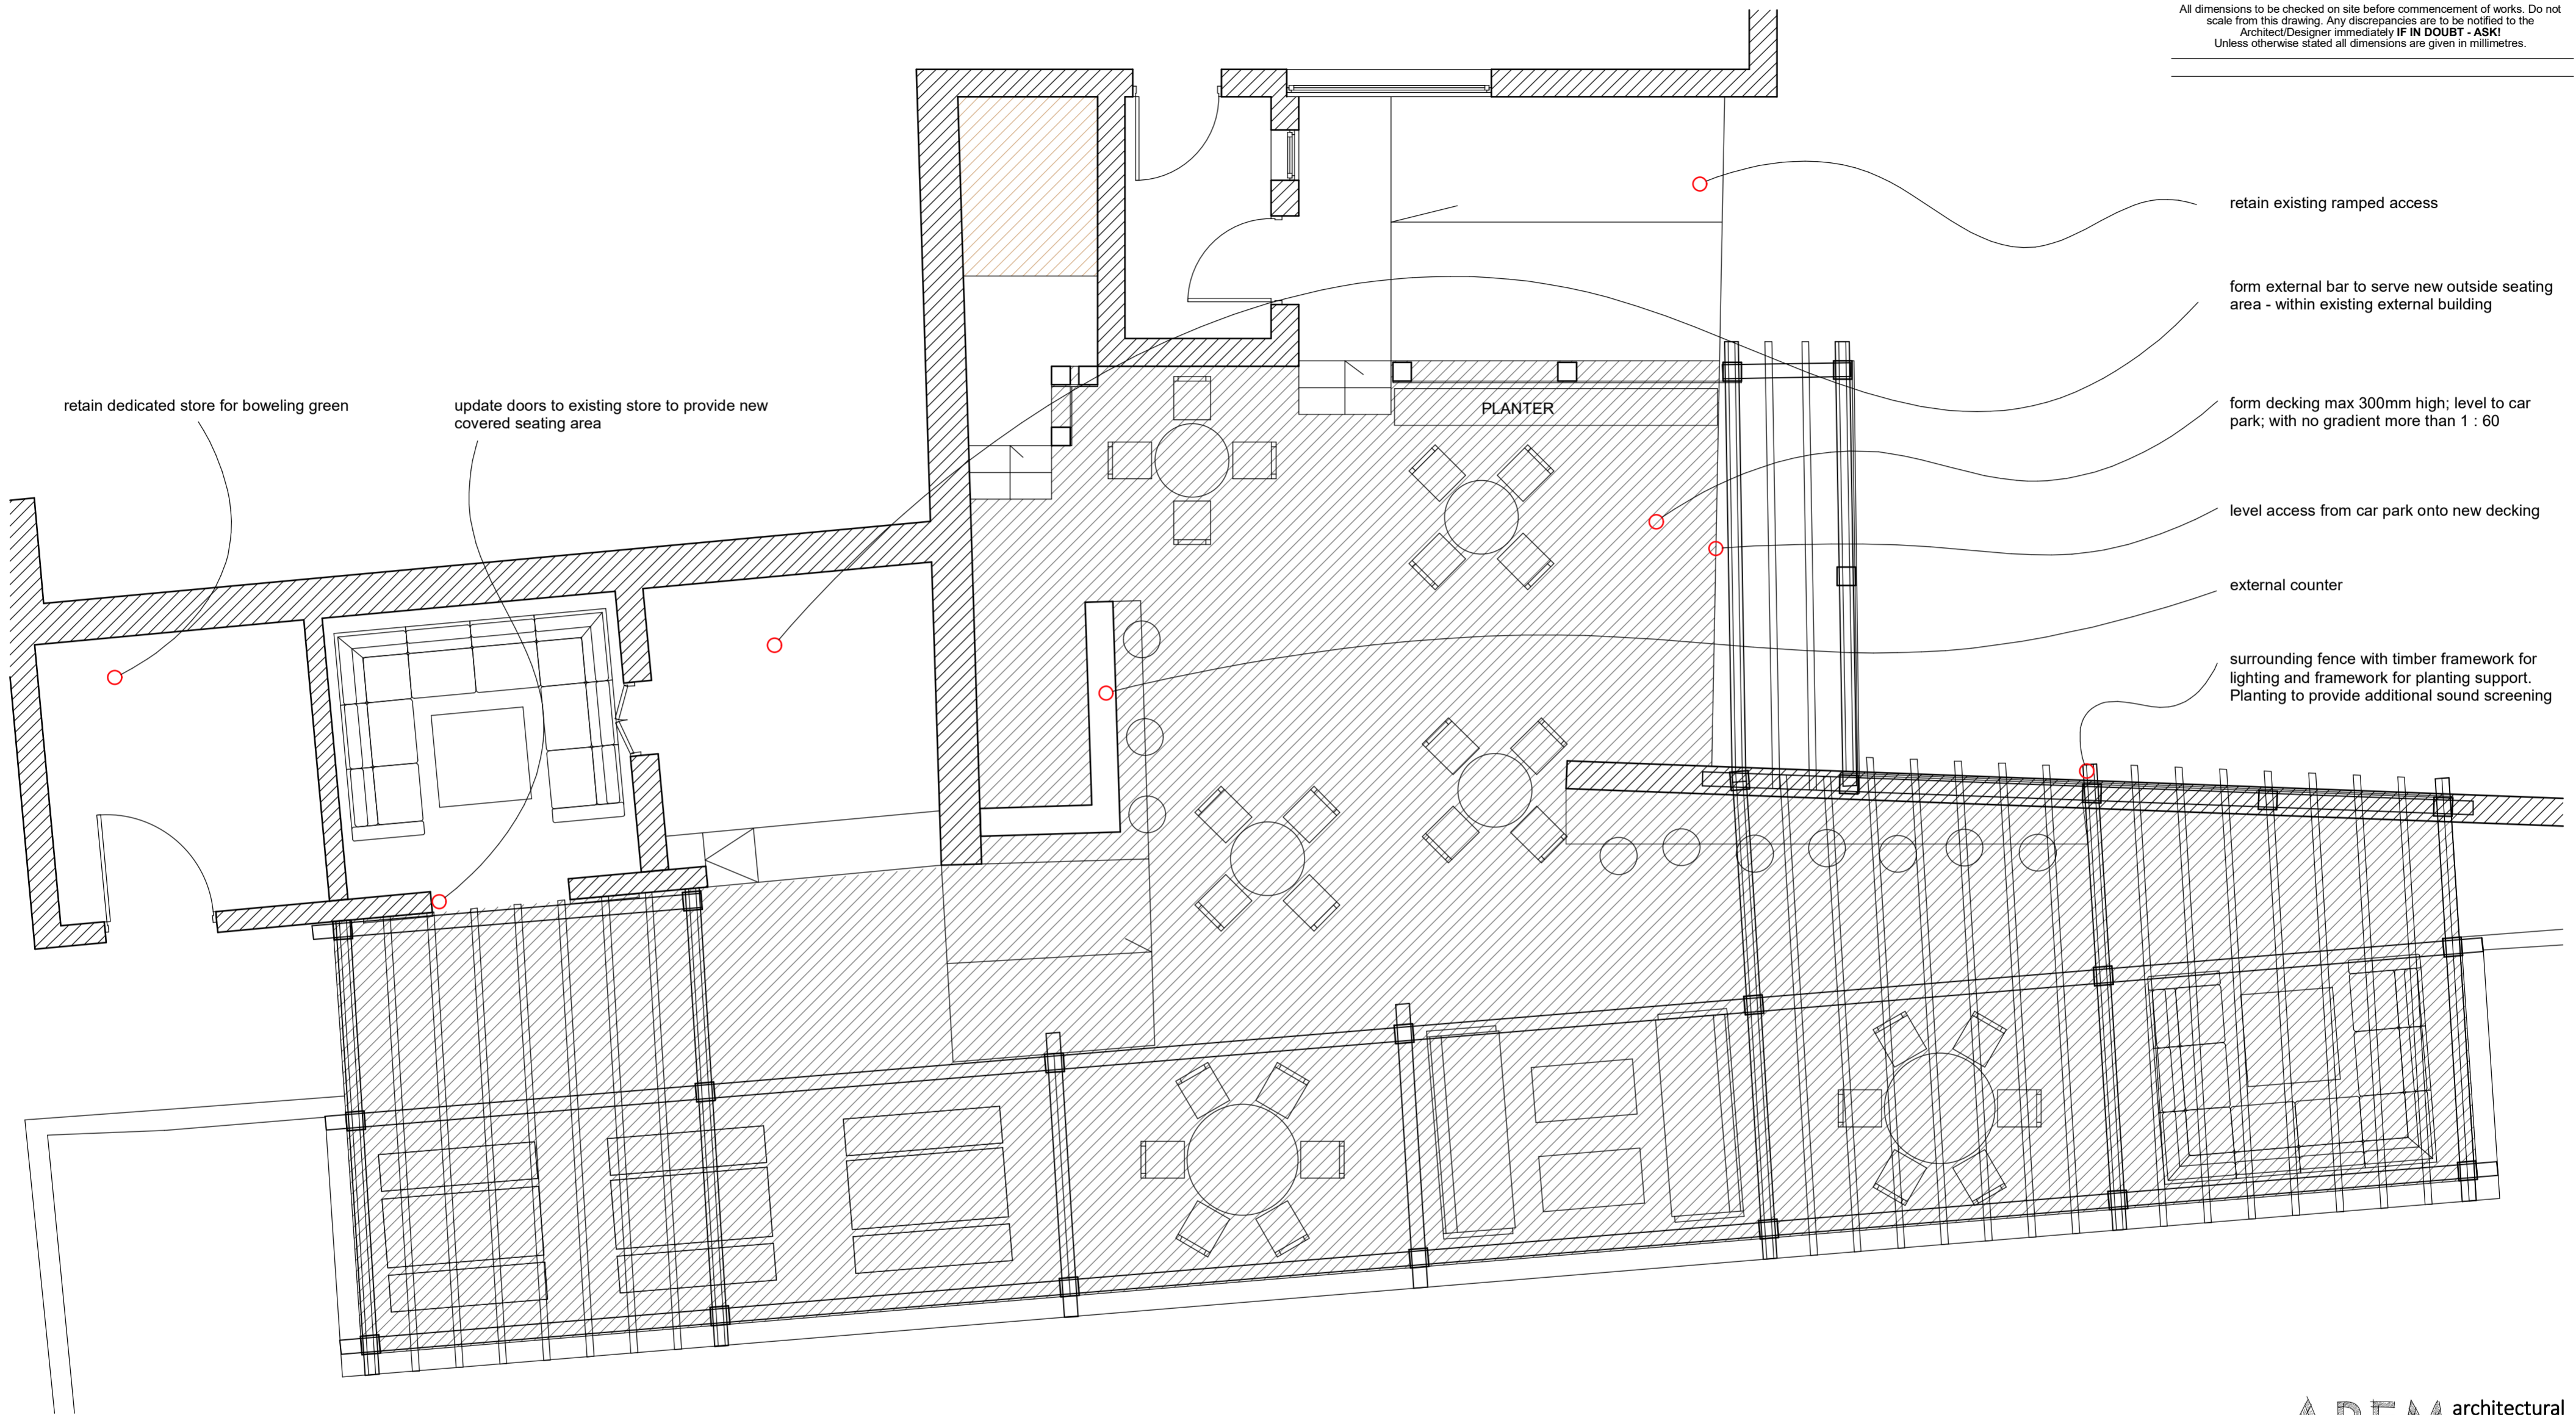 All dimensions to be checked on site before commencement of works. Do not
scale from this drawing. Any discrepancies are to be notified to the
Architect/Designer immediately IF IN DOUBT - ASK!
Unless otherwise stated all dimensions are given in millimetres.
retain existing ramped access
form external bar to serve new outside seating
area - within existing external building
form decking max 300mm high; level to car
park; with no gradient more than 1 : 60
level access from car park onto new decking
external counter
surrounding fence with timber framework for
lighting and framework for planting support.
Planting to provide additional sound screening
retain dedicated store for boweling green
update doors to existing store to provide new
covered seating area
PLANTER
architectural